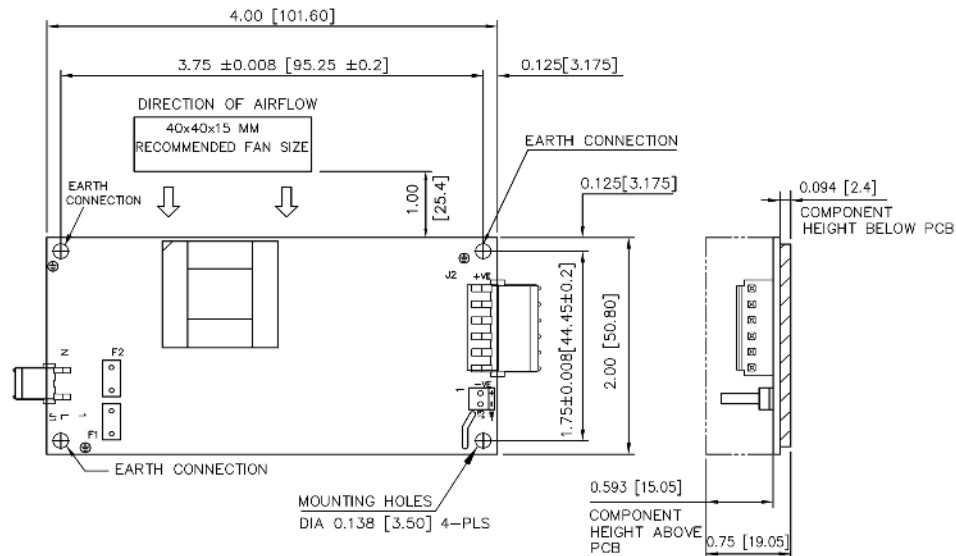 4.00 [101.60]
3.75 ±0.008 [95.25 ±0.2]
0.125[3.175]
DIRECTION OF AIRFLOW
40x40x15 MM
RECOMMENDED FAN SIZE
EARTH CONNECTION
EARTH
CONNECTION
1.00
[25.4]
0.125[3.175]
0.094 [2.4]
COMPONENT
HEIGHT BELOW PCB
J2
+VE
N
F2
1.75±0.008[44.45±0.2]
2.00 [50.80]
-VE
1
L
J1
1
F1
EARTH CONNECTION
MOUNTING HOLES
DIA 0.138 [3.50] 4-PLS
0.593 [15.05]
COMPONENT
HEIGHT ABOVE
PCB
0.75 [19.05]